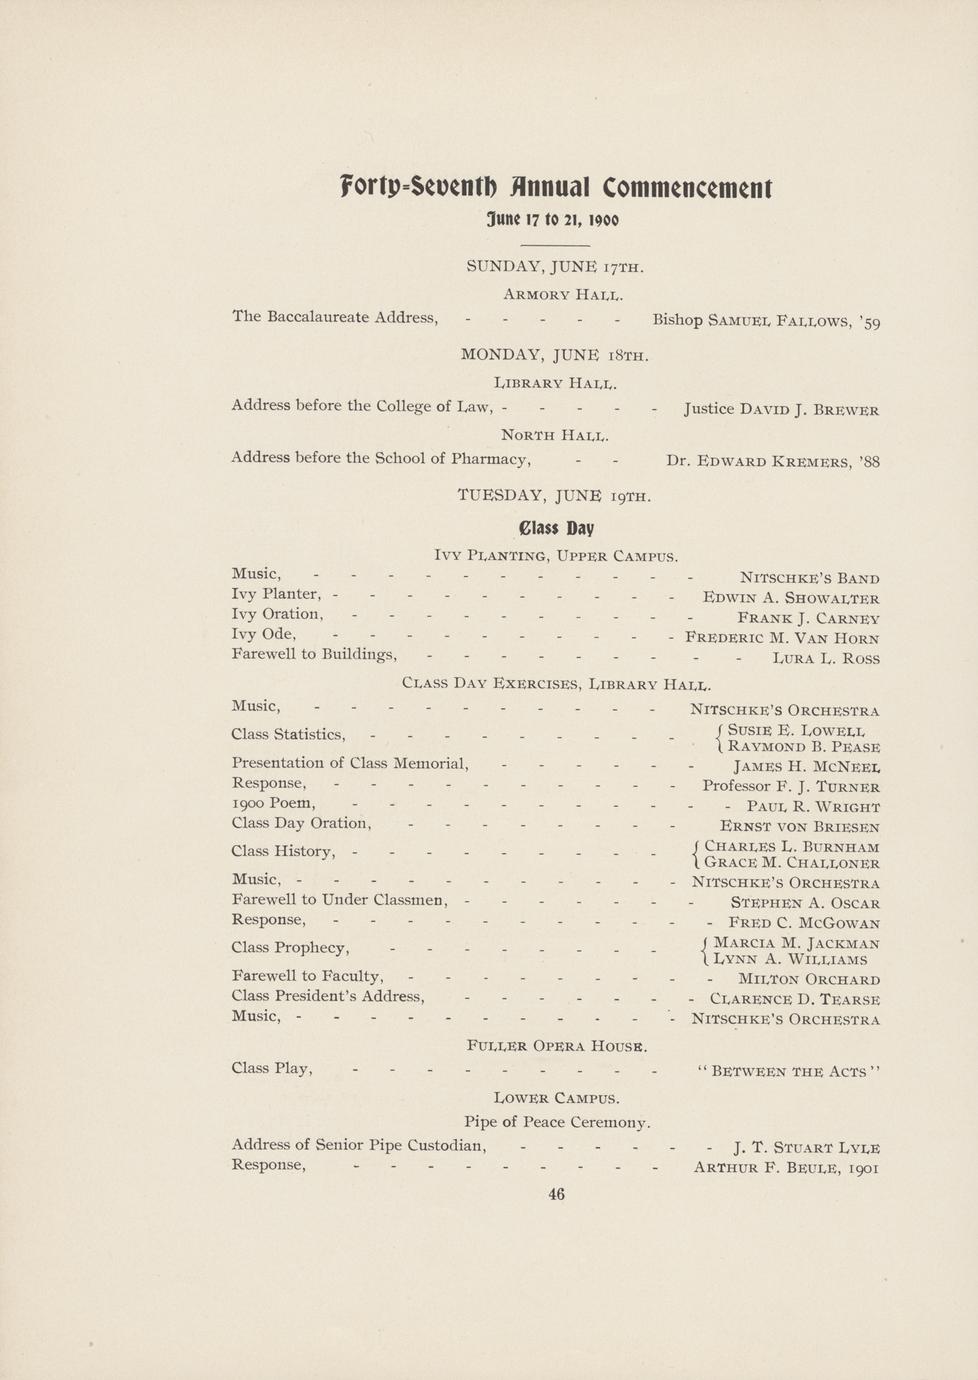 Forty-Seventh Annual Commencement
June 17 to 21, 1900
SUNDAY, JUNE 17TH.
ARMORY HALL.
The Baccalaureate Address, - - - - - Bishop SAMUEL FALLOWS, '59
MONDAY, JUNE 18TH.
LIBRARY HALL.
Address before the College of Law, - - - - - Justice DAVID J. BREWER
NORTH HALL.
Address before the School of Pharmacy, - - Dr. EDWARD KREMERS, '88
TUESDAY, JUNE 19TH.
Class Day
IVY PLANTING, UPPER CAMPUS.
Music, - - - - - - - - - - - NITSCHKE'S BAND
Ivy Planter, - - - - - - - - - - EDWIN A. SHOWALTER
Ivy Oration, - - - - - - - - - - FRANK J. CARNEY
Ivy Ode, - - - - - - - - - - FREDERIC M. VAN HORN
Farewell to Buildings, - - - - - - - - - LURA L. ROSS
CLASS DAY EXERCISES, LIBRARY HALL.
Music, - - - - - - - - - - NITSCHKE'S ORCHESTRA
Class Statistics, - - - - - - - - - { SUSIE E. LOWELL
{ RAYMOND B. PEASE
Presentation of Class Memorial, - - - - - - JAMES H. MCNEEL
Response, - - - - - - - - - - Professor F. J. TURNER
1900 Poem, - - - - - - - - - - - PAUL R. WRIGHT
Class Day Oration, - - - - - - - - ERNST VON BRIESEN
Class History, - - - - - - - - - { CHARLES L. BURNHAM
{ GRACE M. CHALLONER
Music, - - - - - - - - - - - NITSCHKE'S ORCHESTRA
Farewell to Under Classmen, - - - - - - - STEPHEN A. OSCAR
Response, - - - - - - - - - - - FRED C. MCGOWAN
Class Prophecy, - - - - - - - - { MARCIA M. JACKMAN
{ LYNN A. WILLIAMS
Farewell to Faculty, - - - - - - - - - MILTON ORCHARD
Class President's Address, - - - - - - - CLARENCE D. TEARSE
Music, - - - - - - - - - - - NITSCHKE'S ORCHESTRA
FULLER OPERA HOUSE.
Class Play, - - - - - - - - - "BETWEEN THE ACTS"
LOWER CAMPUS.
Pipe of Peace Ceremony.
Address of Senior Pipe Custodian, - - - - - - J. T. STUART LYLE
Response, - - - - - - - - - ARTHUR F. BEULE, 1901
46